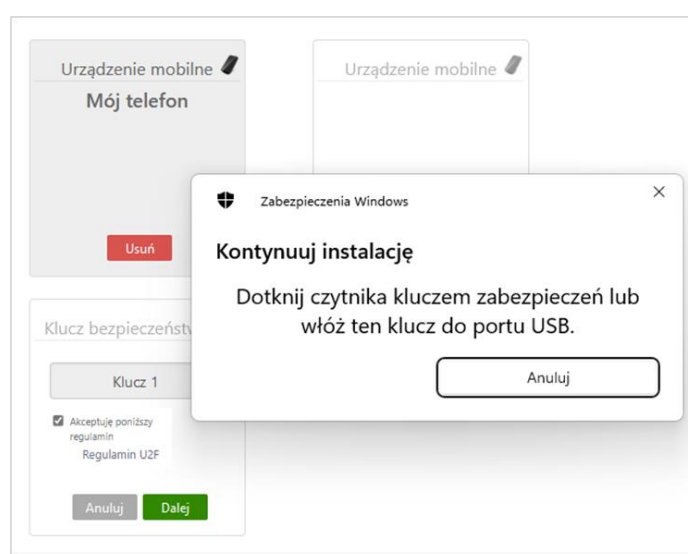 Urządzenie mobilne
Mój telefon
Usuń
Urządzenie mobilne
Zabezpieczenia Windows
Kontynuuj instalację
Dotknij czytnika kluczem zabezpieczeń lub
włóż ten klucz do portu USB.
Anuluj
Klucz
Klucz 1
Akceptuję poniższy
regulamin
Regulamin U2F
Anuluj
Dalej